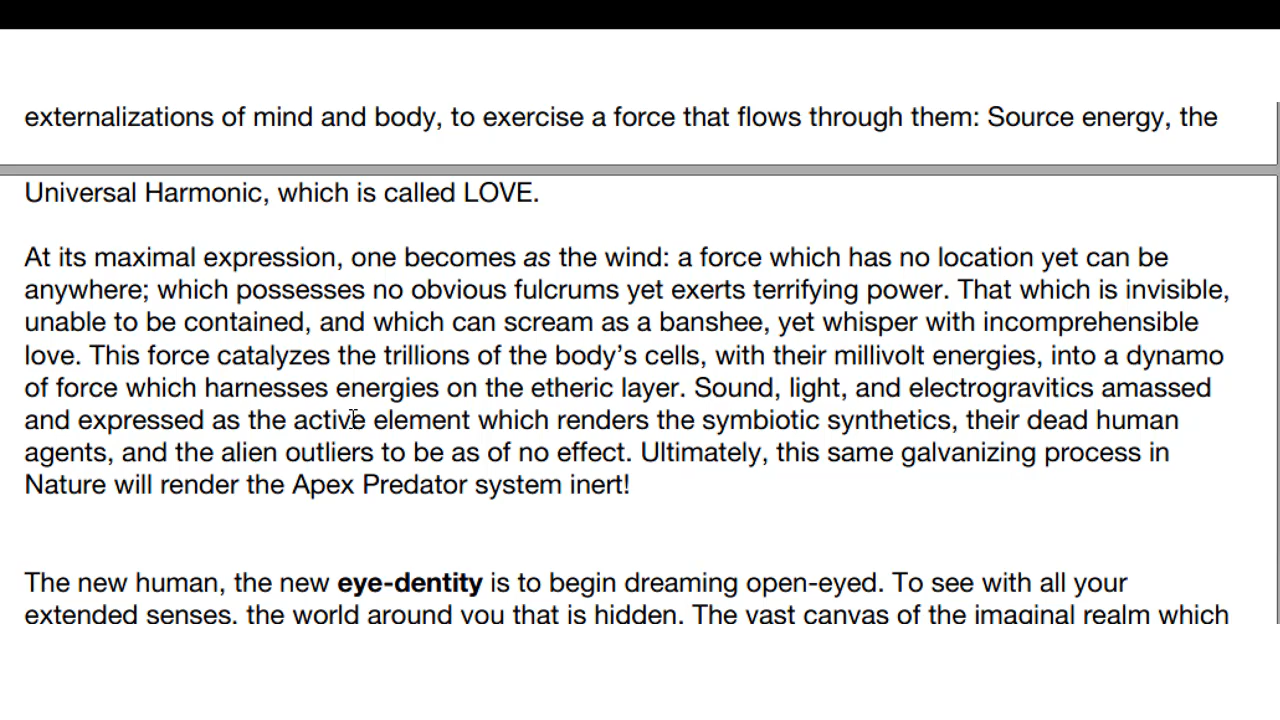 externalizations of mind and body, to exercise a force that flows through them: Source energy, the
Universal Harmonic, which is called LOVE.
At its maximal expression, one becomes as the wind: a force which has no location yet can be
anywhere; which possesses no obvious fulcrums yet exerts terrifying power. That which is invisible,
unable to be contained, and which can scream as a banshee, yet whisper with incomprehensible
love. This force catalyzes the trillions of the body’s cells, with their millivolt energies, into a dynamo
of force which harnesses energies on the etheric layer. Sound, light, and electrogravitics amassed
and expressed as the active element which renders the symbiotic synthetics, their dead human
agents, and the alien outliers to be as of no effect. Ultimately, this same galvanizing process in
Nature will render the Apex Predator system inert!
The new human, the new eye-dentity is to begin dreaming open-eyed. To see with all your
extended senses, the world around you that is hidden. The vast canvas of the imaginal realm which